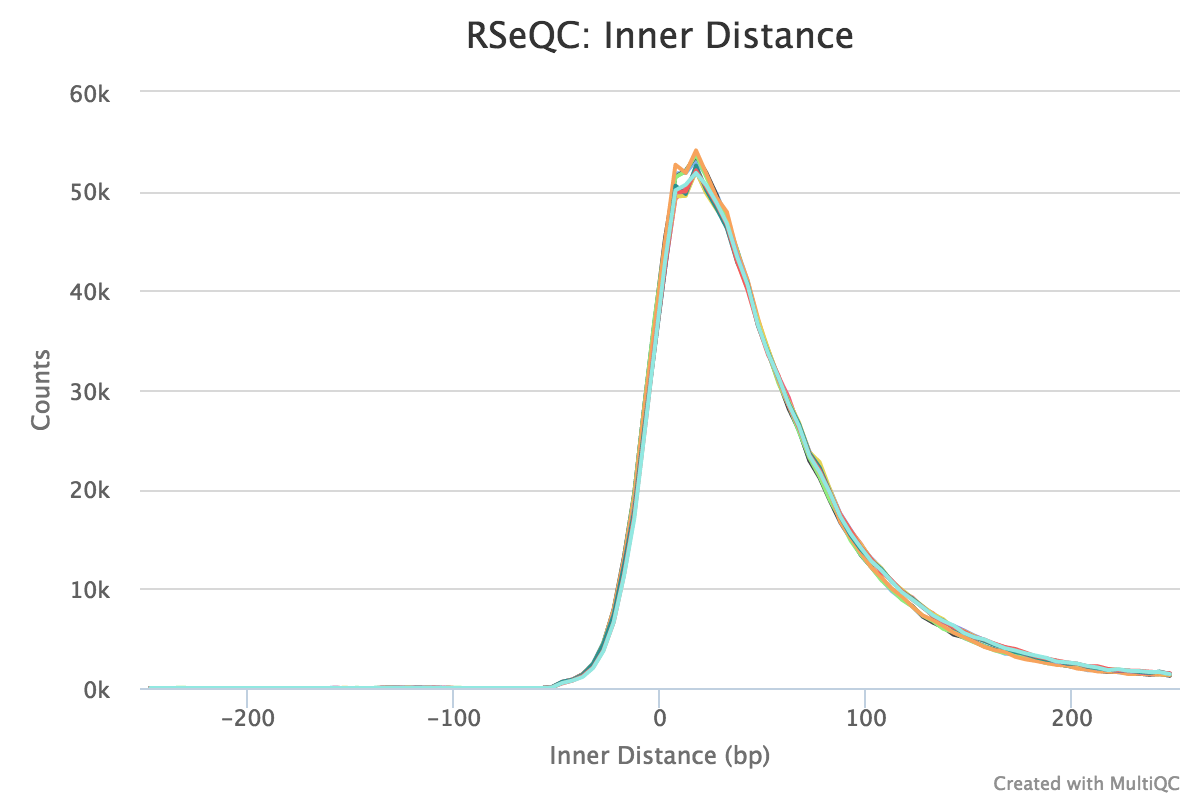 RSeQC: Inner Distance
60k
50k
40k
30k
20k
10k
0k
Counts
−200
−100
0
100
200
Inner Distance (bp)
Created with MultiQC